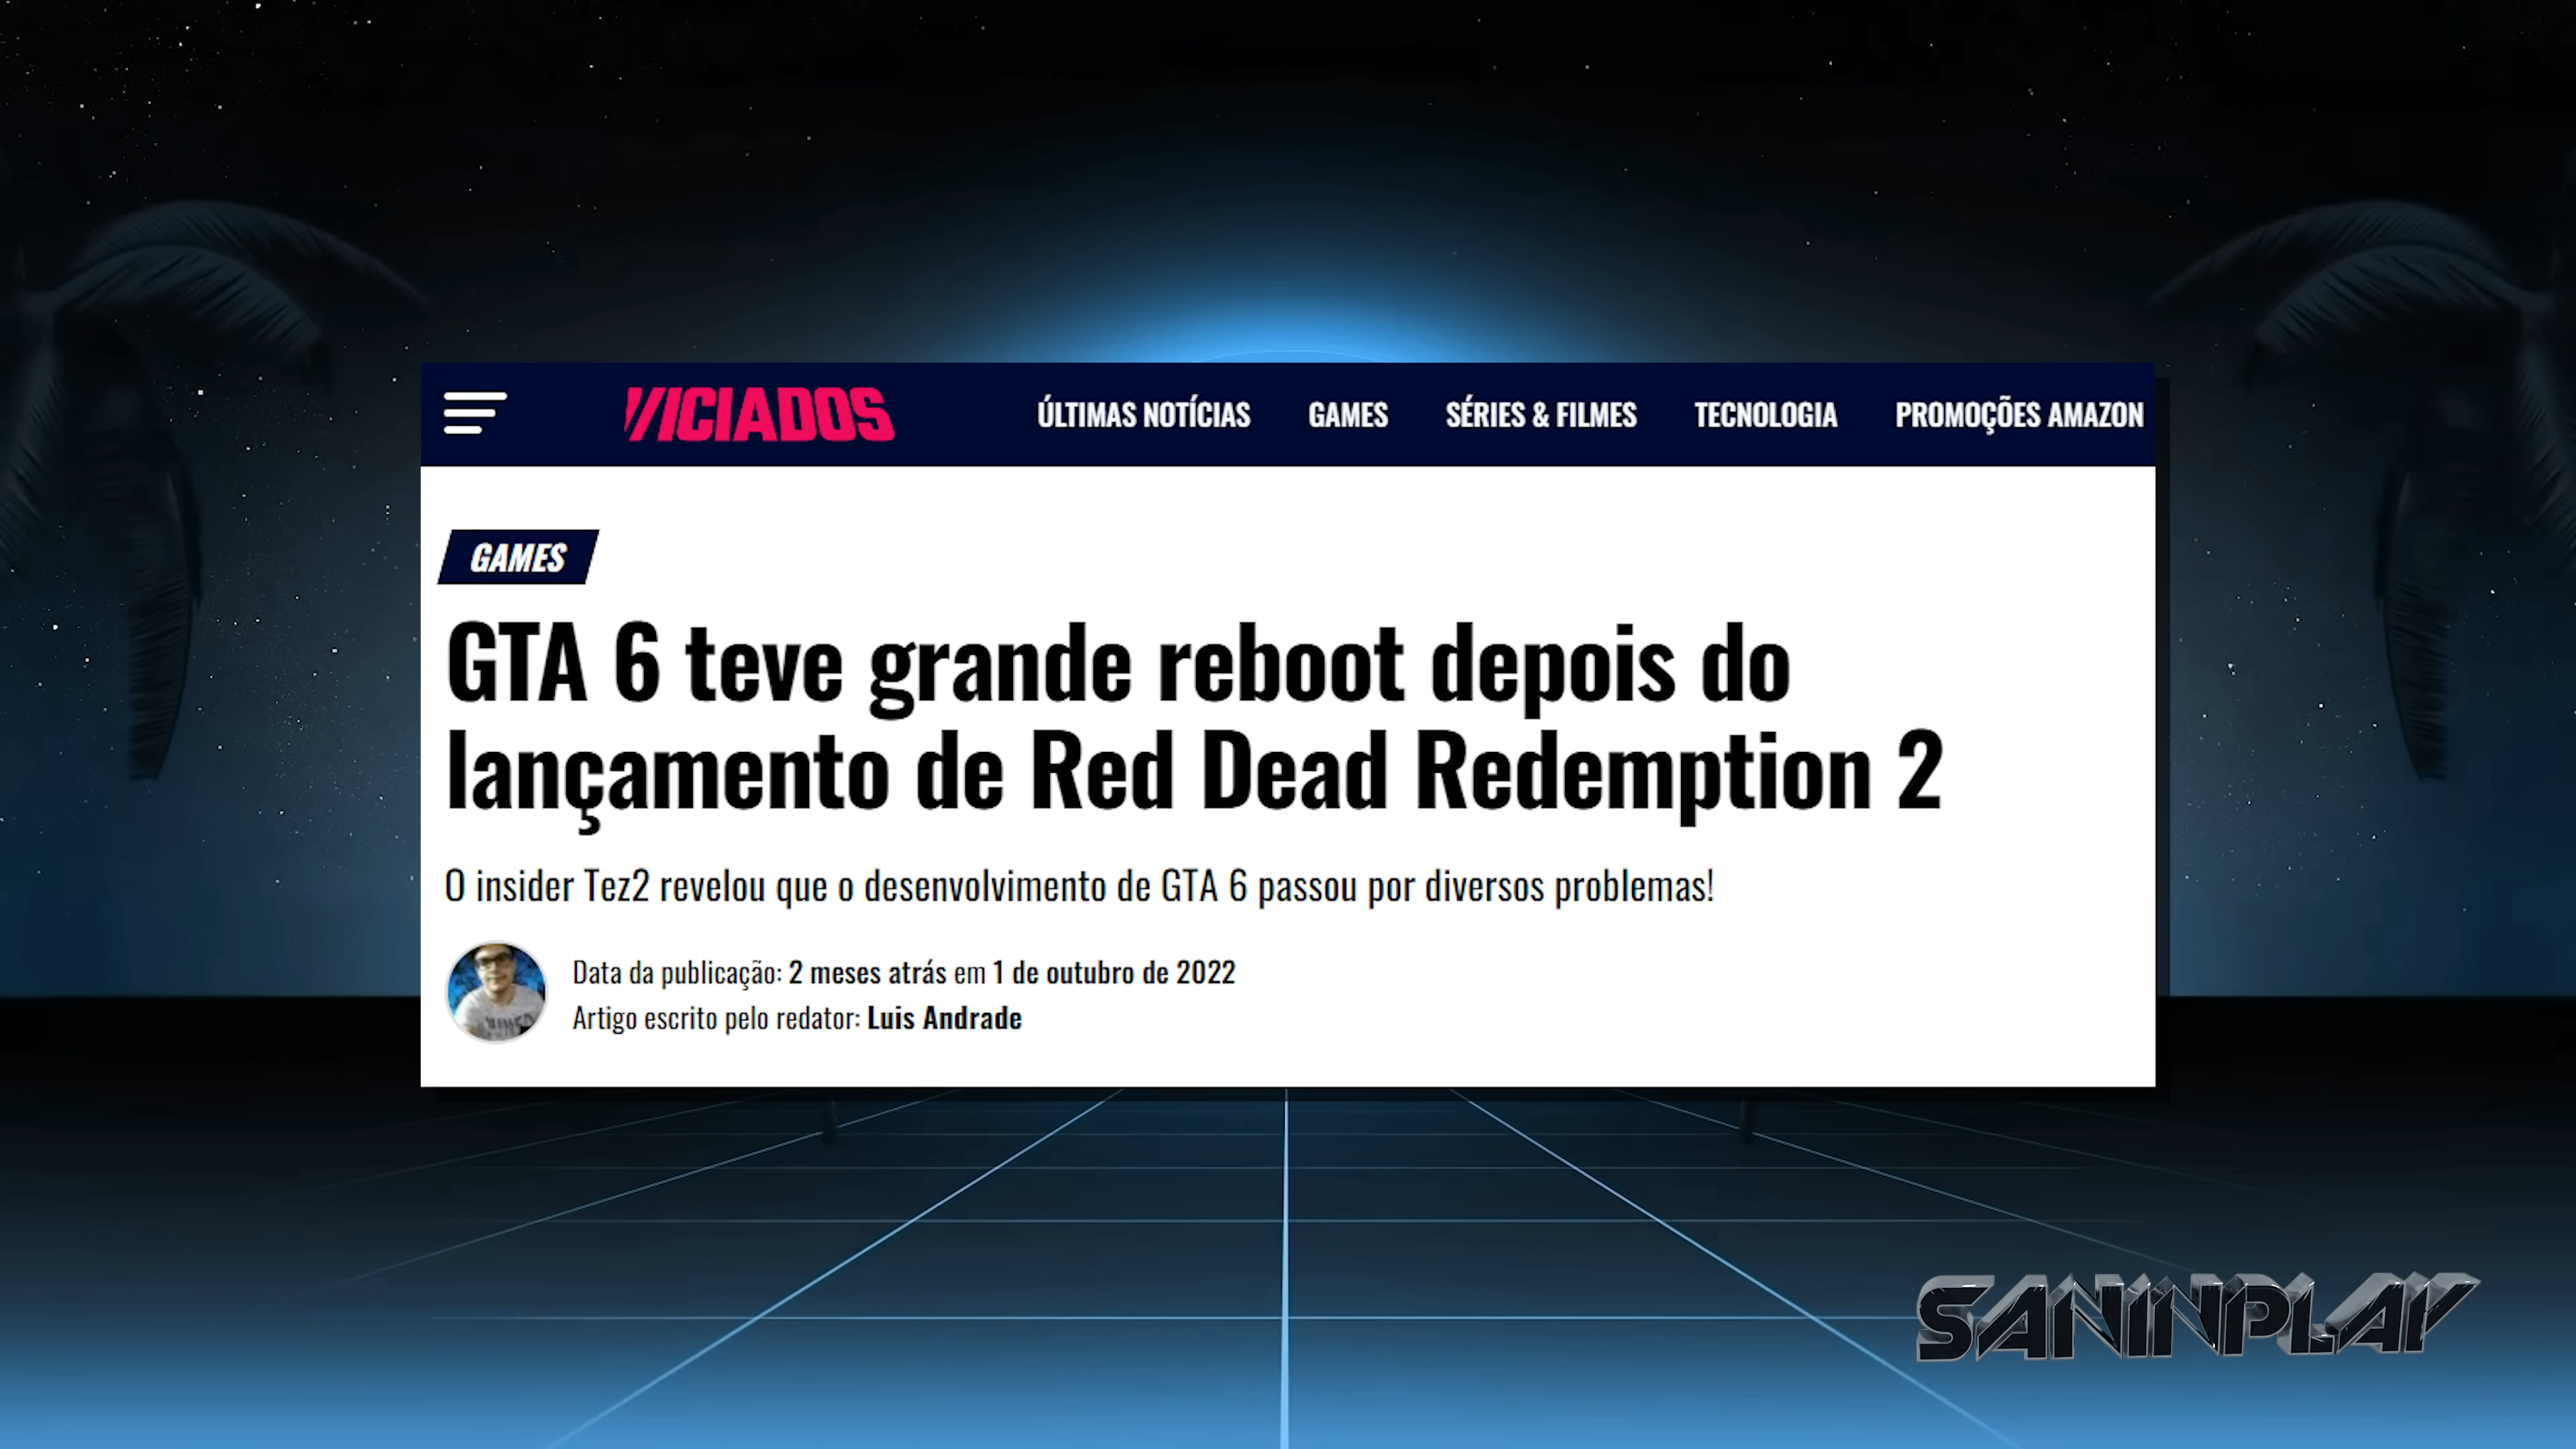 VICIADOS
ÚLTIMAS NOTÍCIAS
GAMES
SÉRIES & FILMES
TECNOLOGIA
PROMOÇÕES AMAZON
GAMES
GTA 6 teve grande reboot depois do
lançamento de Red Dead Redemption 2
O insider Tez2 revelou que o desenvolvimento de GTA 6 passou por diversos problemas!
Data da publicação: 2 meses atrás em 1 de outubro de 2022
Artigo escrito pelo redator: Luis Andrade
SANINPLAY